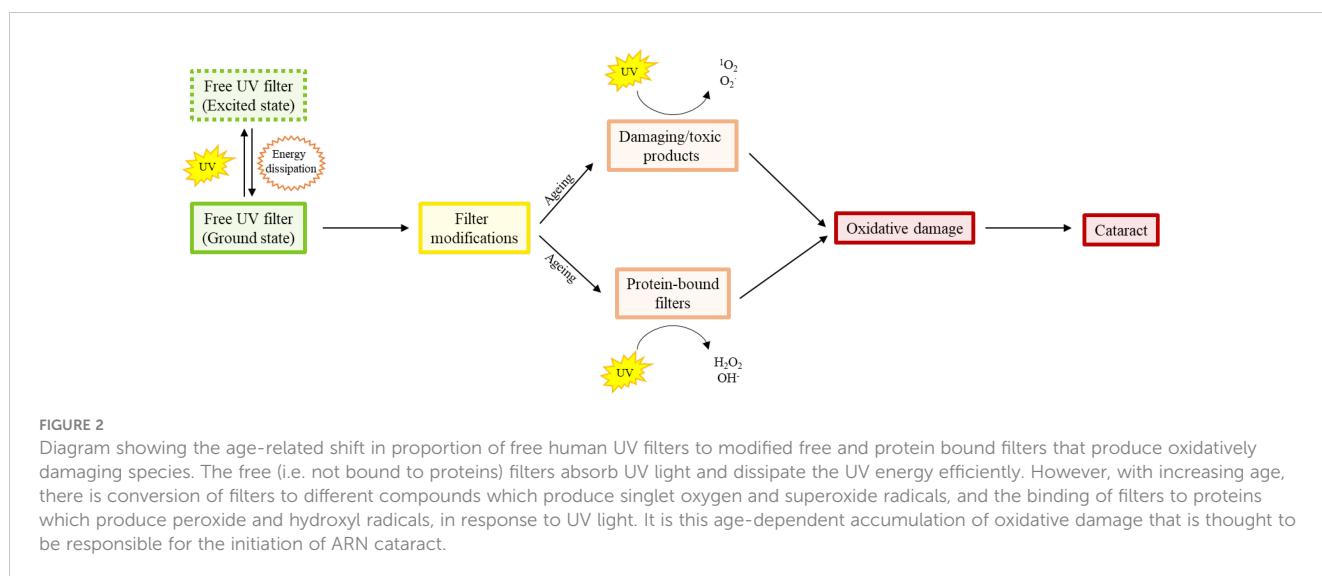 Free UV filter
(Excited state)
UV
Energy
dissipation
Free UV filter
(Ground state)
Filter
modifications
Ageing
Ageing
UV
¹O₂
O₂⁻
Damaging/toxic
products
Protein-bound
filters
UV
H₂O₂
OH⁻
Oxidative damage
Cataract
FIGURE 2
Diagram showing the age-related shift in proportion of free human UV filters to modified free and protein bound filters that produce oxidatively
damaging species. The free (i.e. not bound to proteins) filters absorb UV light and dissipate the UV energy efficiently. However, with increasing age,
there is conversion of filters to different compounds which produce singlet oxygen and superoxide radicals, and the binding of filters to proteins
which produce peroxide and hydroxyl radicals, in response to UV light. It is this age-dependent accumulation of oxidative damage that is thought to
be responsible for the initiation of ARN cataract.